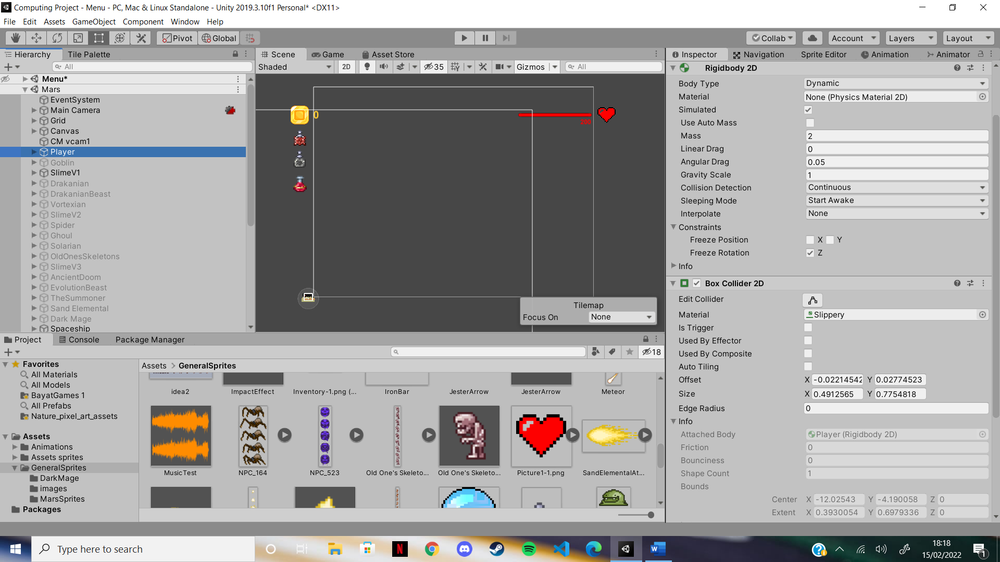 Computing Project - Menu - PC, Mac & Linux Standalone - Unity 2019.3.10f1 Personal* <DX11>
File Edit Assets GameObject Component Window Help
Pivot Global Collab Account Layers Layout
Hierarchy Tile Palette
All
Menu*
Mars
EventSystem
Main Camera
Grid
Canvas
CM vcam1
Player
Goblin
SlimeV1
Drakanian
DrakanianBeast
Vortexian
SlimeV2
Spider
Ghoul
Solarian
OldOnesSkeletons
SlimeV3
AncientDoom
EvolutionBeast
TheSummoner
Sand Elemental
Dark Mage
Spaceship
Scene Game Asset Store
Shaded 2D 35 Gizmos All
0
200
Tilemap
Focus On None
Inspector Navigation Sprite Editor Animation Animator
Rigidbody 2D
Body Type Dynamic
Material None (Physics Material 2D)
Simulated
Use Auto Mass
Mass 2
Linear Drag 0
Angular Drag 0.05
Gravity Scale 1
Collision Detection Continuous
Sleeping Mode Start Awake
Interpolate None
Constraints
Freeze Position X Y
Freeze Rotation Z
Info
Box Collider 2D
Edit Collider
Material Slippery
Is Trigger
Used By Effector
Used By Composite
Auto Tiling
Offset X -0.02214542 Y 0.02774523
Size X 0.4912565 Y 0.7754818
Edge Radius 0
Info
Attached Body Player (Rigidbody 2D)
Friction 0
Bounciness 0
Shape Count 1
Bounds
Center X -12.02543 Y -4.190058 Z 0
Extent X 0.3930054 Y 0.6979336 Z 0
Project Console Package Manager
18
Favorites
All Materials
All Models
BayatGames 1
All Prefabs
Nature_pixel_art_assets
Assets
Animations
Assets sprites
GeneralSprites
DarkMage
images
MarsSprites
Packages
Assets > GeneralSprites
idea2 ImpactEffect Inventory-1.png (... IronBar JesterArrow JesterArrow Meteor
MusicTest NPC_164 NPC_523 Old One's Skeleto... Old One's Skeleto... Picture1-1.png SandElementalAt...
Type here to search
18:18
15/02/2022
1